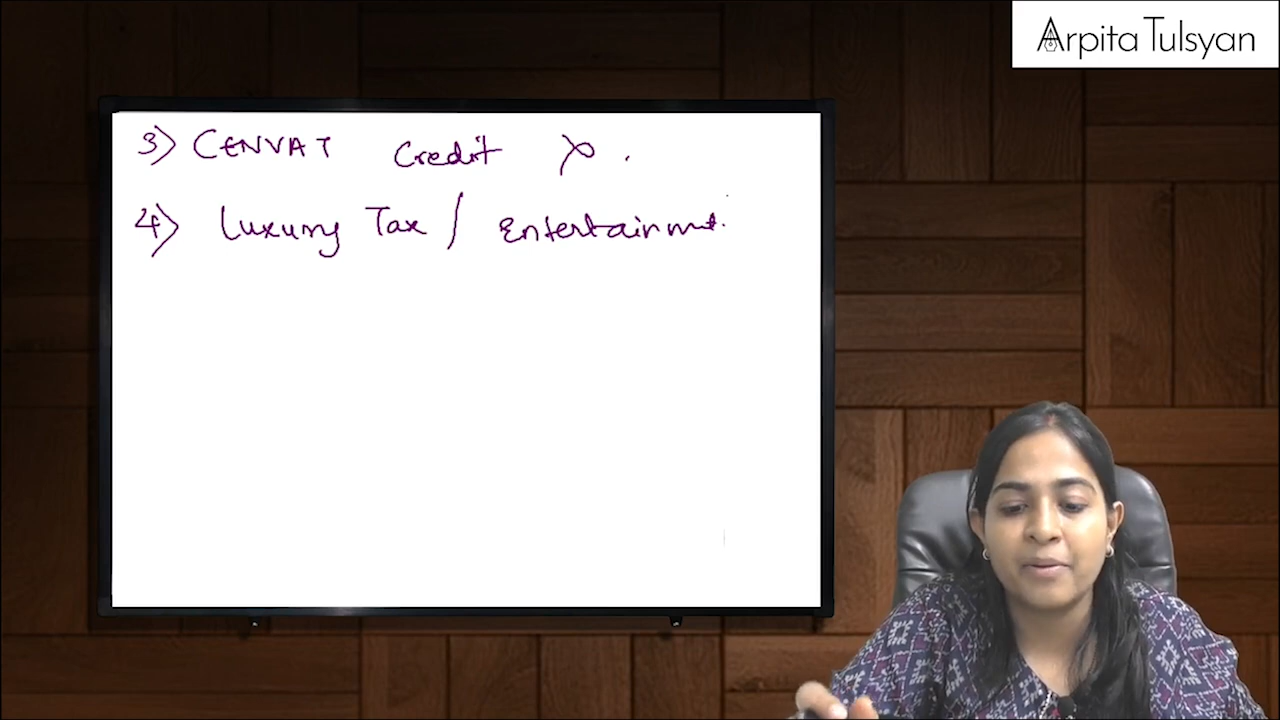 Arpita Tulsyan
3) CENVAT Credit X .
4) Luxury Tax / Entertainmt.